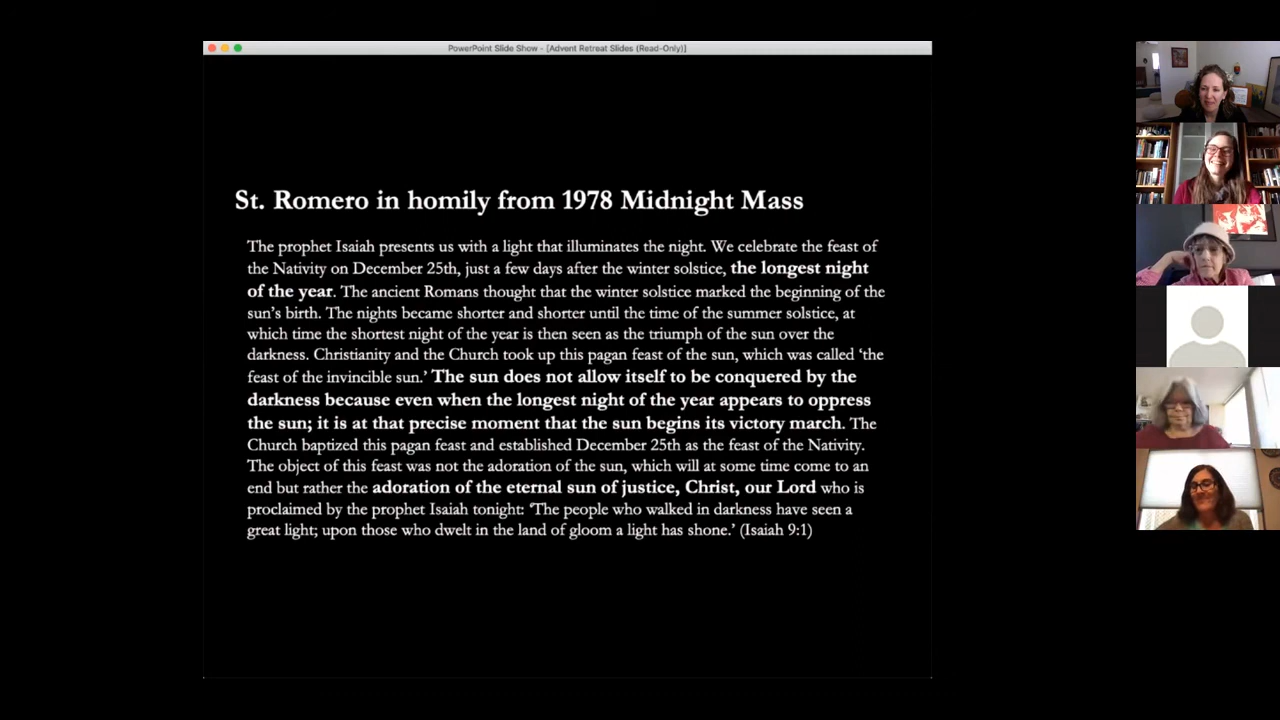 PowerPoint Slide Show - [Advent Retreat Slides (Read-Only)]
St. Romero in homily from 1978 Midnight Mass
The prophet Isaiah presents us with a light that illuminates the night. We celebrate the feast of
the Nativity on December 25th, just a few days after the winter solstice, the longest night
of the year. The ancient Romans thought that the winter solstice marked the beginning of the
sun's birth. The nights became shorter and shorter until the time of the summer solstice, at
which time the shortest night of the year is then seen as the triumph of the sun over the
darkness. Christianity and the Church took up this pagan feast of the sun, which was called 'the
feast of the invincible sun.' The sun does not allow itself to be conquered by the
darkness because even when the longest night of the year appears to oppress
the sun; it is at that precise moment that the sun begins its victory march. The
Church baptized this pagan feast and established December 25th as the feast of the Nativity.
The object of this feast was not the adoration of the sun, which will at some time come to an
end but rather the adoration of the eternal sun of justice, Christ, our Lord who is
proclaimed by the prophet Isaiah tonight: 'The people who walked in darkness have seen a
great light; upon those who dwelt in the land of gloom a light has shone.' (Isaiah 9:1)